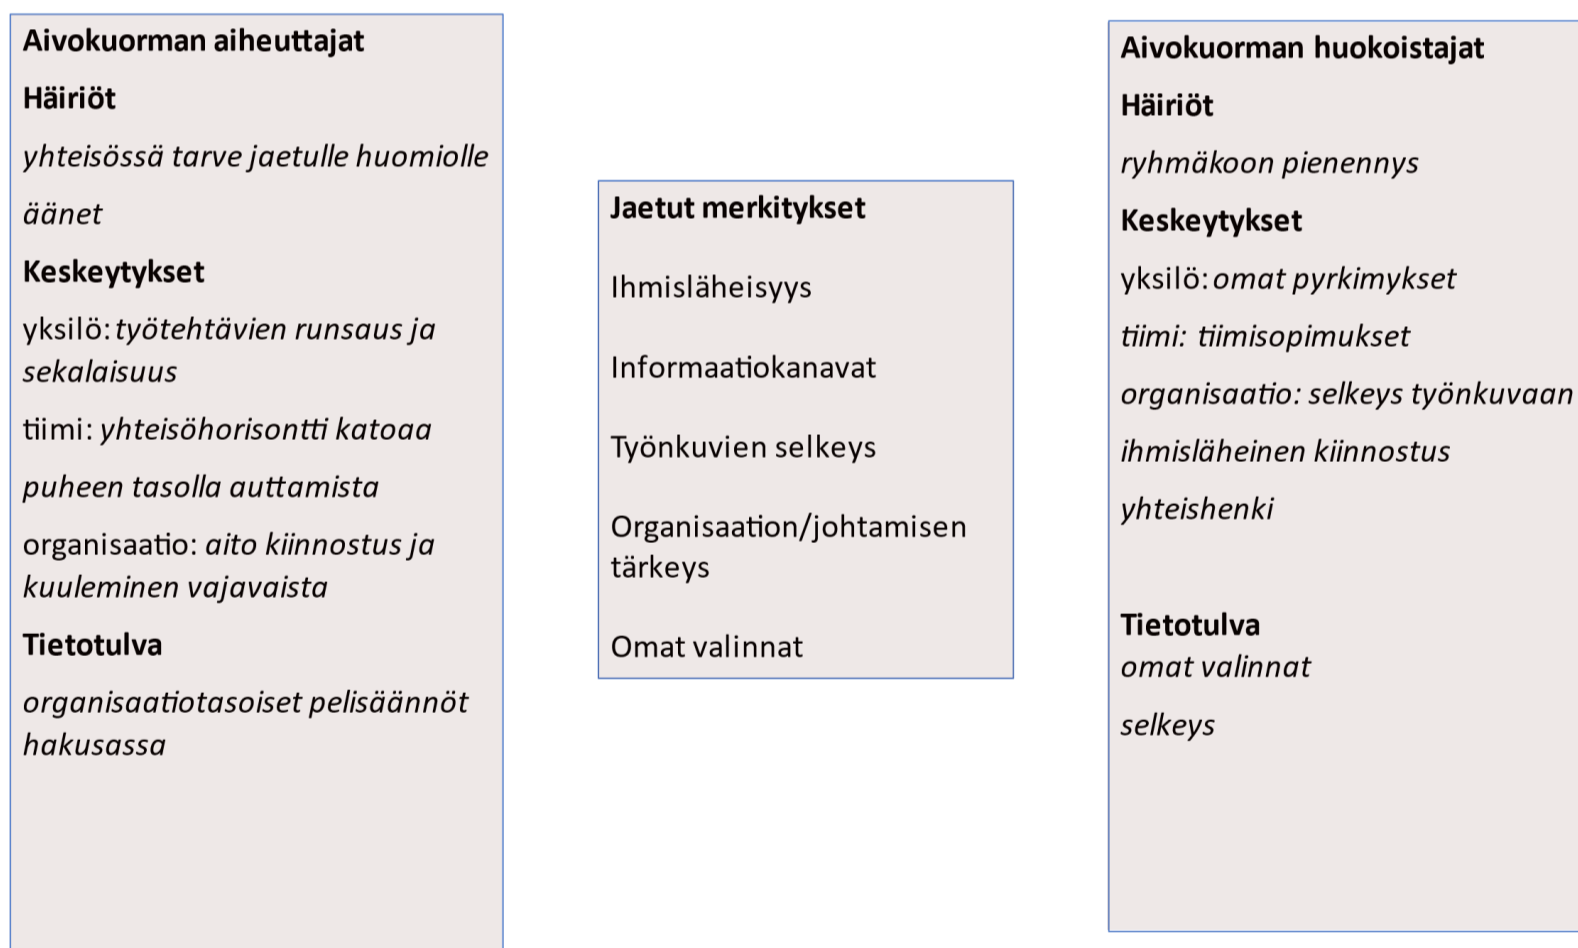 Aivokuorman aiheuttajat
Häiriöt
yhteisössä tarve jaetulle huomiolle
äänet
Keskeytykset
yksilö: työtehtävien runsaus ja
sekalaisuus
tiimi: yhteisöhorisontti katoaa
puheen tasolla auttamista
organisaatio: aito kiinnostus ja
kuuleminen vajavaista
Tietotulva
organisaatiotasoiset pelisäännöt
hakusassa
Jaetut merkitykset
Ihmisläheisyys
Informaatiokanavat
Työnkuvien selkeys
Organisaation/johtamisen
tärkeys
Omat valinnat
Aivokuorman huokoistajat
Häiriöt
ryhmäkoon pienennys
Keskeytykset
yksilö: omat pyrkimykset
tiimi: tiimisopimukset
organisaatio: selkeys työnkuvaan
ihmisläheinen kiinnostus
yhteishenki
Tietotulva
omat valinnat
selkeys